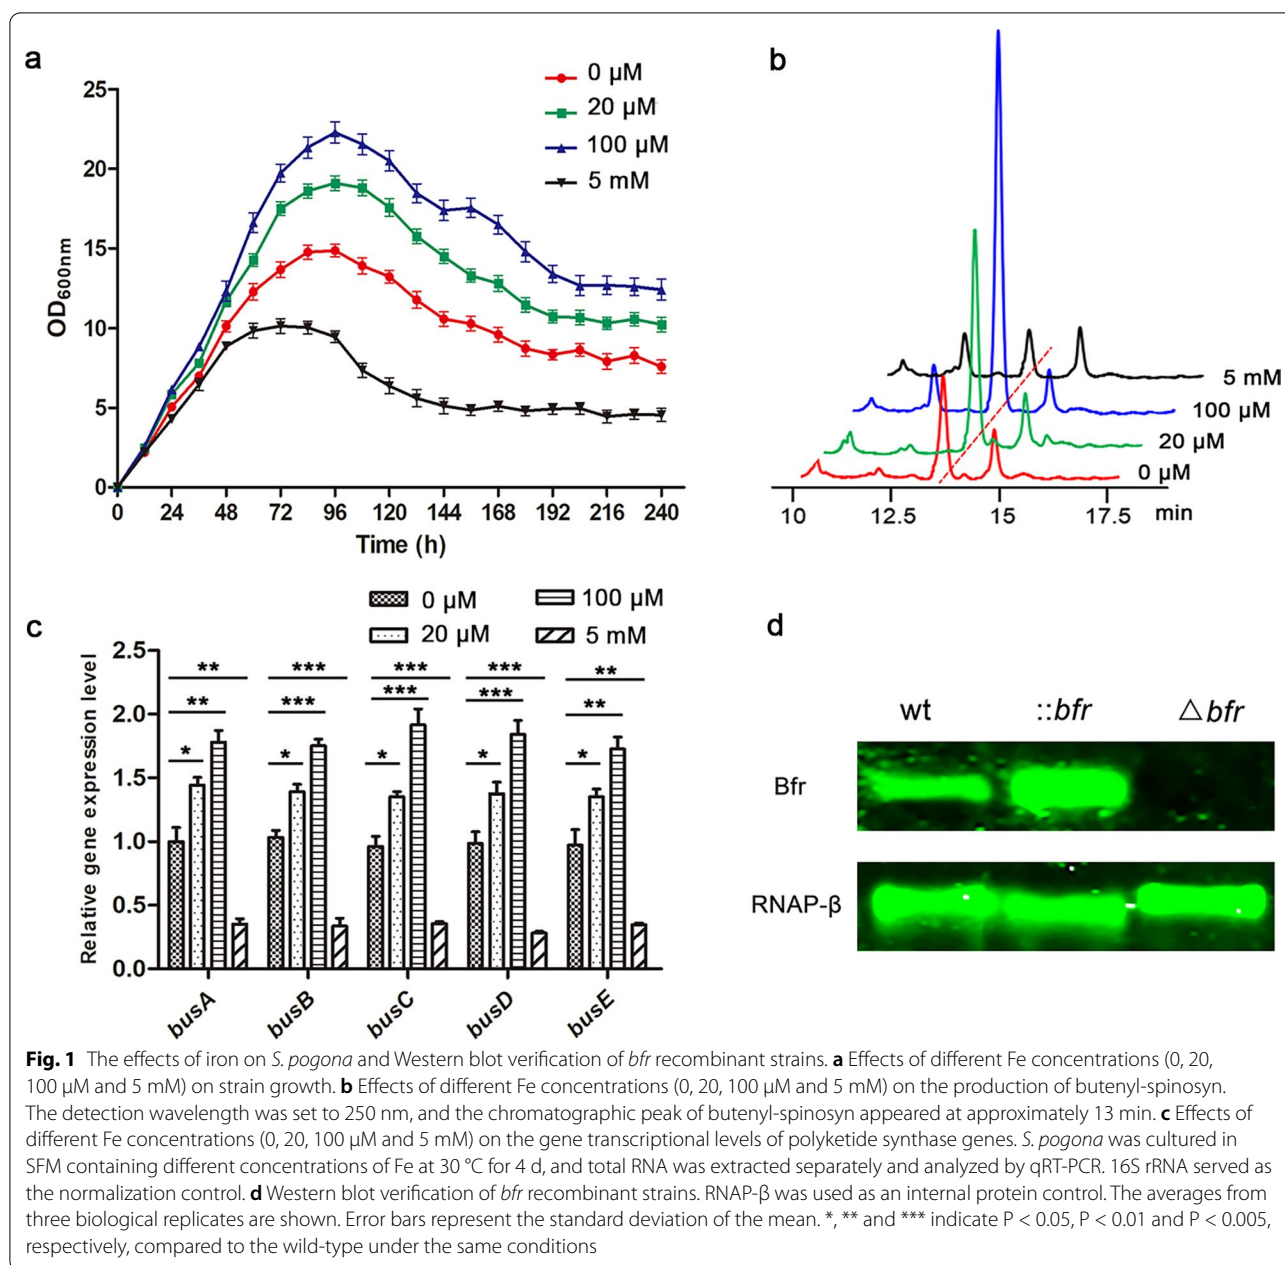 a
0 µM
20 µM
100 µM
5 mM
25
20
15
10
5
0
OD600nm
0 24 48 72 96 120 144 168 192 216 240
Time (h)
b
5 mM
100 µM
20 µM
0 µM
10 12.5 15 17.5 min
c
0 µM 100 µM
20 µM 5 mM
Relative gene expression level
2.5
2.0
1.5
1.0
0.5
0.0
** *** *** *** **
** *** *** *** **
* * * * *
busA busB busC busD busE
d
wt ::bfr △bfr
Bfr
RNAP-β
Fig. 1 The effects of iron on S. pogona and Western blot verification of bfr recombinant strains. a Effects of different Fe concentrations (0, 20,
100 µM and 5 mM) on strain growth. b Effects of different Fe concentrations (0, 20, 100 µM and 5 mM) on the production of butenyl-spinosyn.
The detection wavelength was set to 250 nm, and the chromatographic peak of butenyl-spinosyn appeared at approximately 13 min. c Effects of
different Fe concentrations (0, 20, 100 µM and 5 mM) on the gene transcriptional levels of polyketide synthase genes. S. pogona was cultured in
SFM containing different concentrations of Fe at 30 °C for 4 d, and total RNA was extracted separately and analyzed by qRT-PCR. 16S rRNA served as
the normalization control. d Western blot verification of bfr recombinant strains. RNAP-β was used as an internal protein control. The averages from
three biological replicates are shown. Error bars represent the standard deviation of the mean. *, ** and *** indicate P < 0.05, P < 0.01 and P < 0.005,
respectively, compared to the wild-type under the same conditions